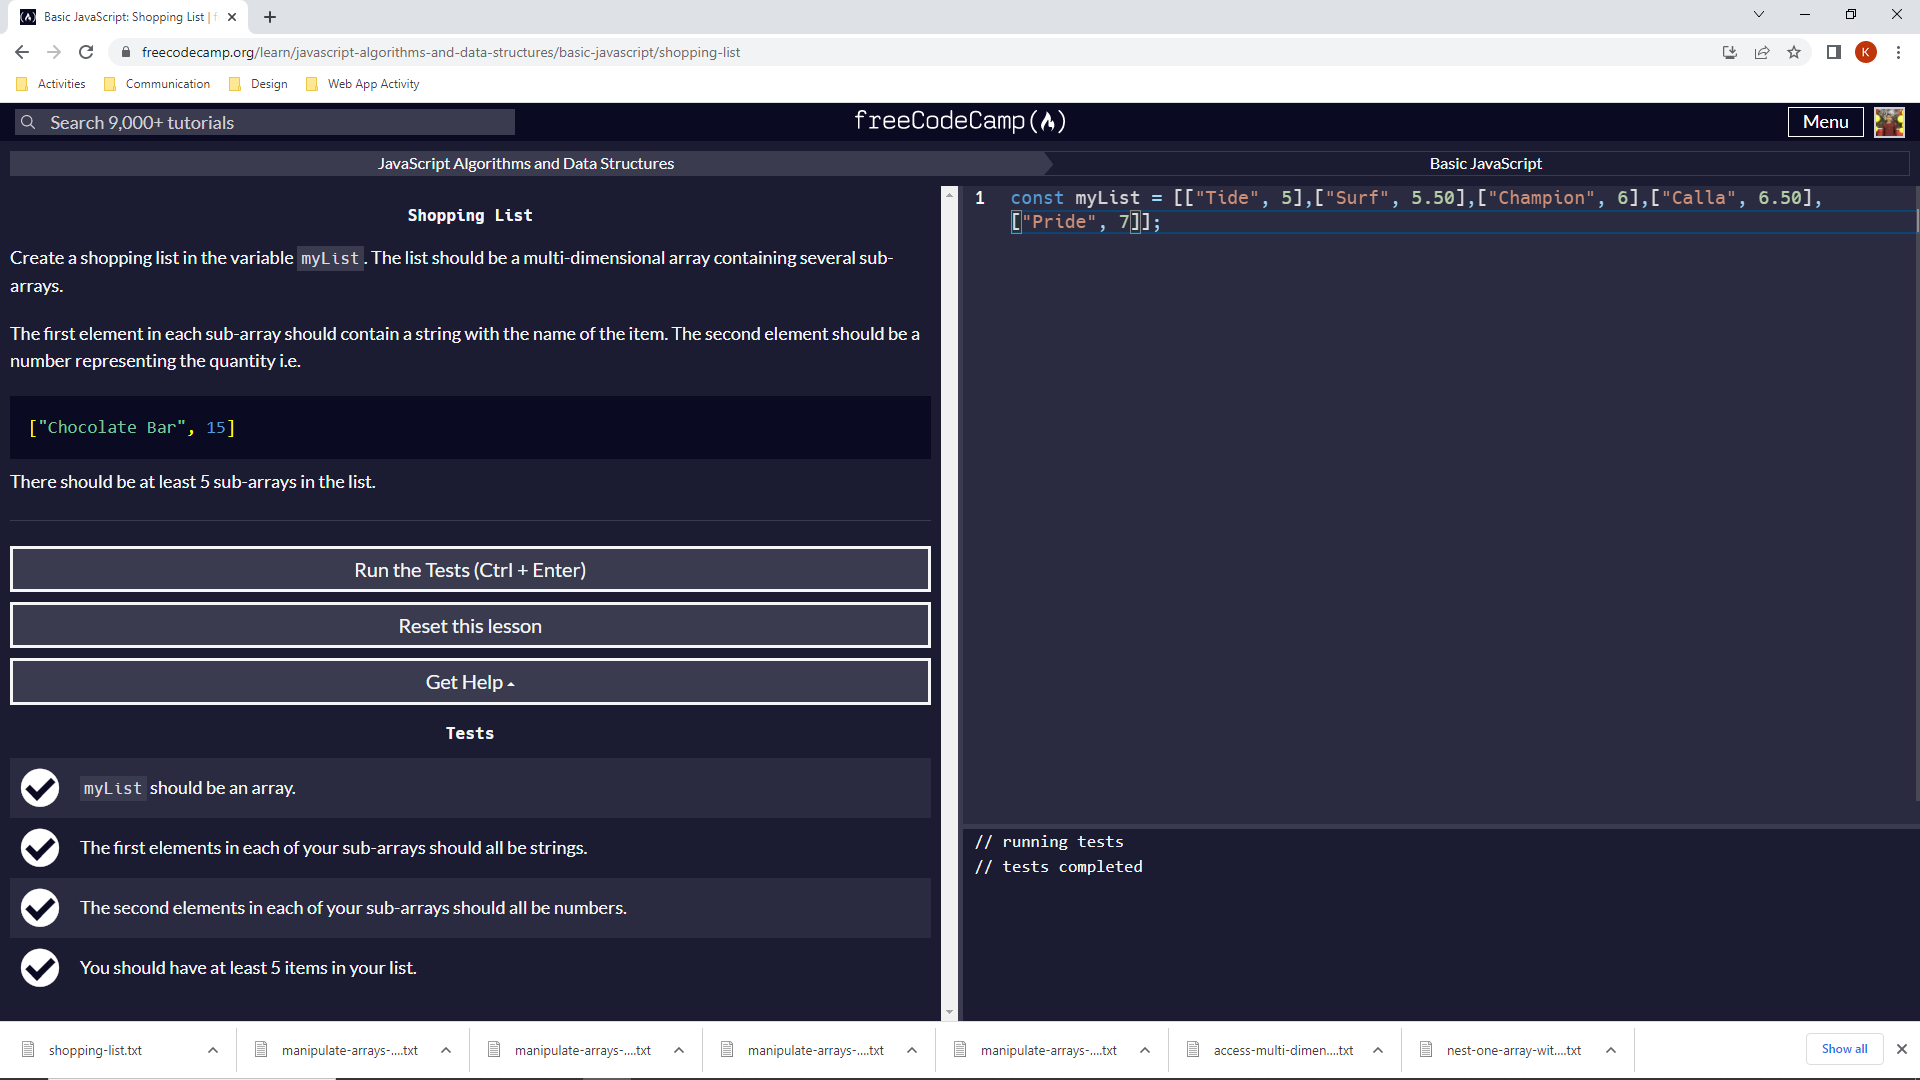 Basic JavaScript: Shopping List |
freecodecamp.org/learn/javascript-algorithms-and-data-structures/basic-javascript/shopping-list
K
Activities
Communication
Design
Web App Activity
Search 9,000+ tutorials
freeCodeCamp(🔥)
Menu
JavaScript Algorithms and Data Structures
Basic JavaScript
Shopping List
Create a shopping list in the variable myList. The list should be a multi-dimensional array containing several sub-
arrays.
The first element in each sub-array should contain a string with the name of the item. The second element should be a
number representing the quantity i.e.
["Chocolate Bar", 15]
There should be at least 5 sub-arrays in the list.
Run the Tests (Ctrl + Enter)
Reset this lesson
Get Help
Tests
myList should be an array.
The first elements in each of your sub-arrays should all be strings.
The second elements in each of your sub-arrays should all be numbers.
You should have at least 5 items in your list.
1 const myList = [["Tide", 5],["Surf", 5.50],["Champion", 6],["Calla", 6.50],
["Pride", 7]];
// running tests
// tests completed
shopping-list.txt
manipulate-arrays-....txt
manipulate-arrays-....txt
manipulate-arrays-....txt
manipulate-arrays-....txt
access-multi-dimen....txt
nest-one-array-wit....txt
Show all